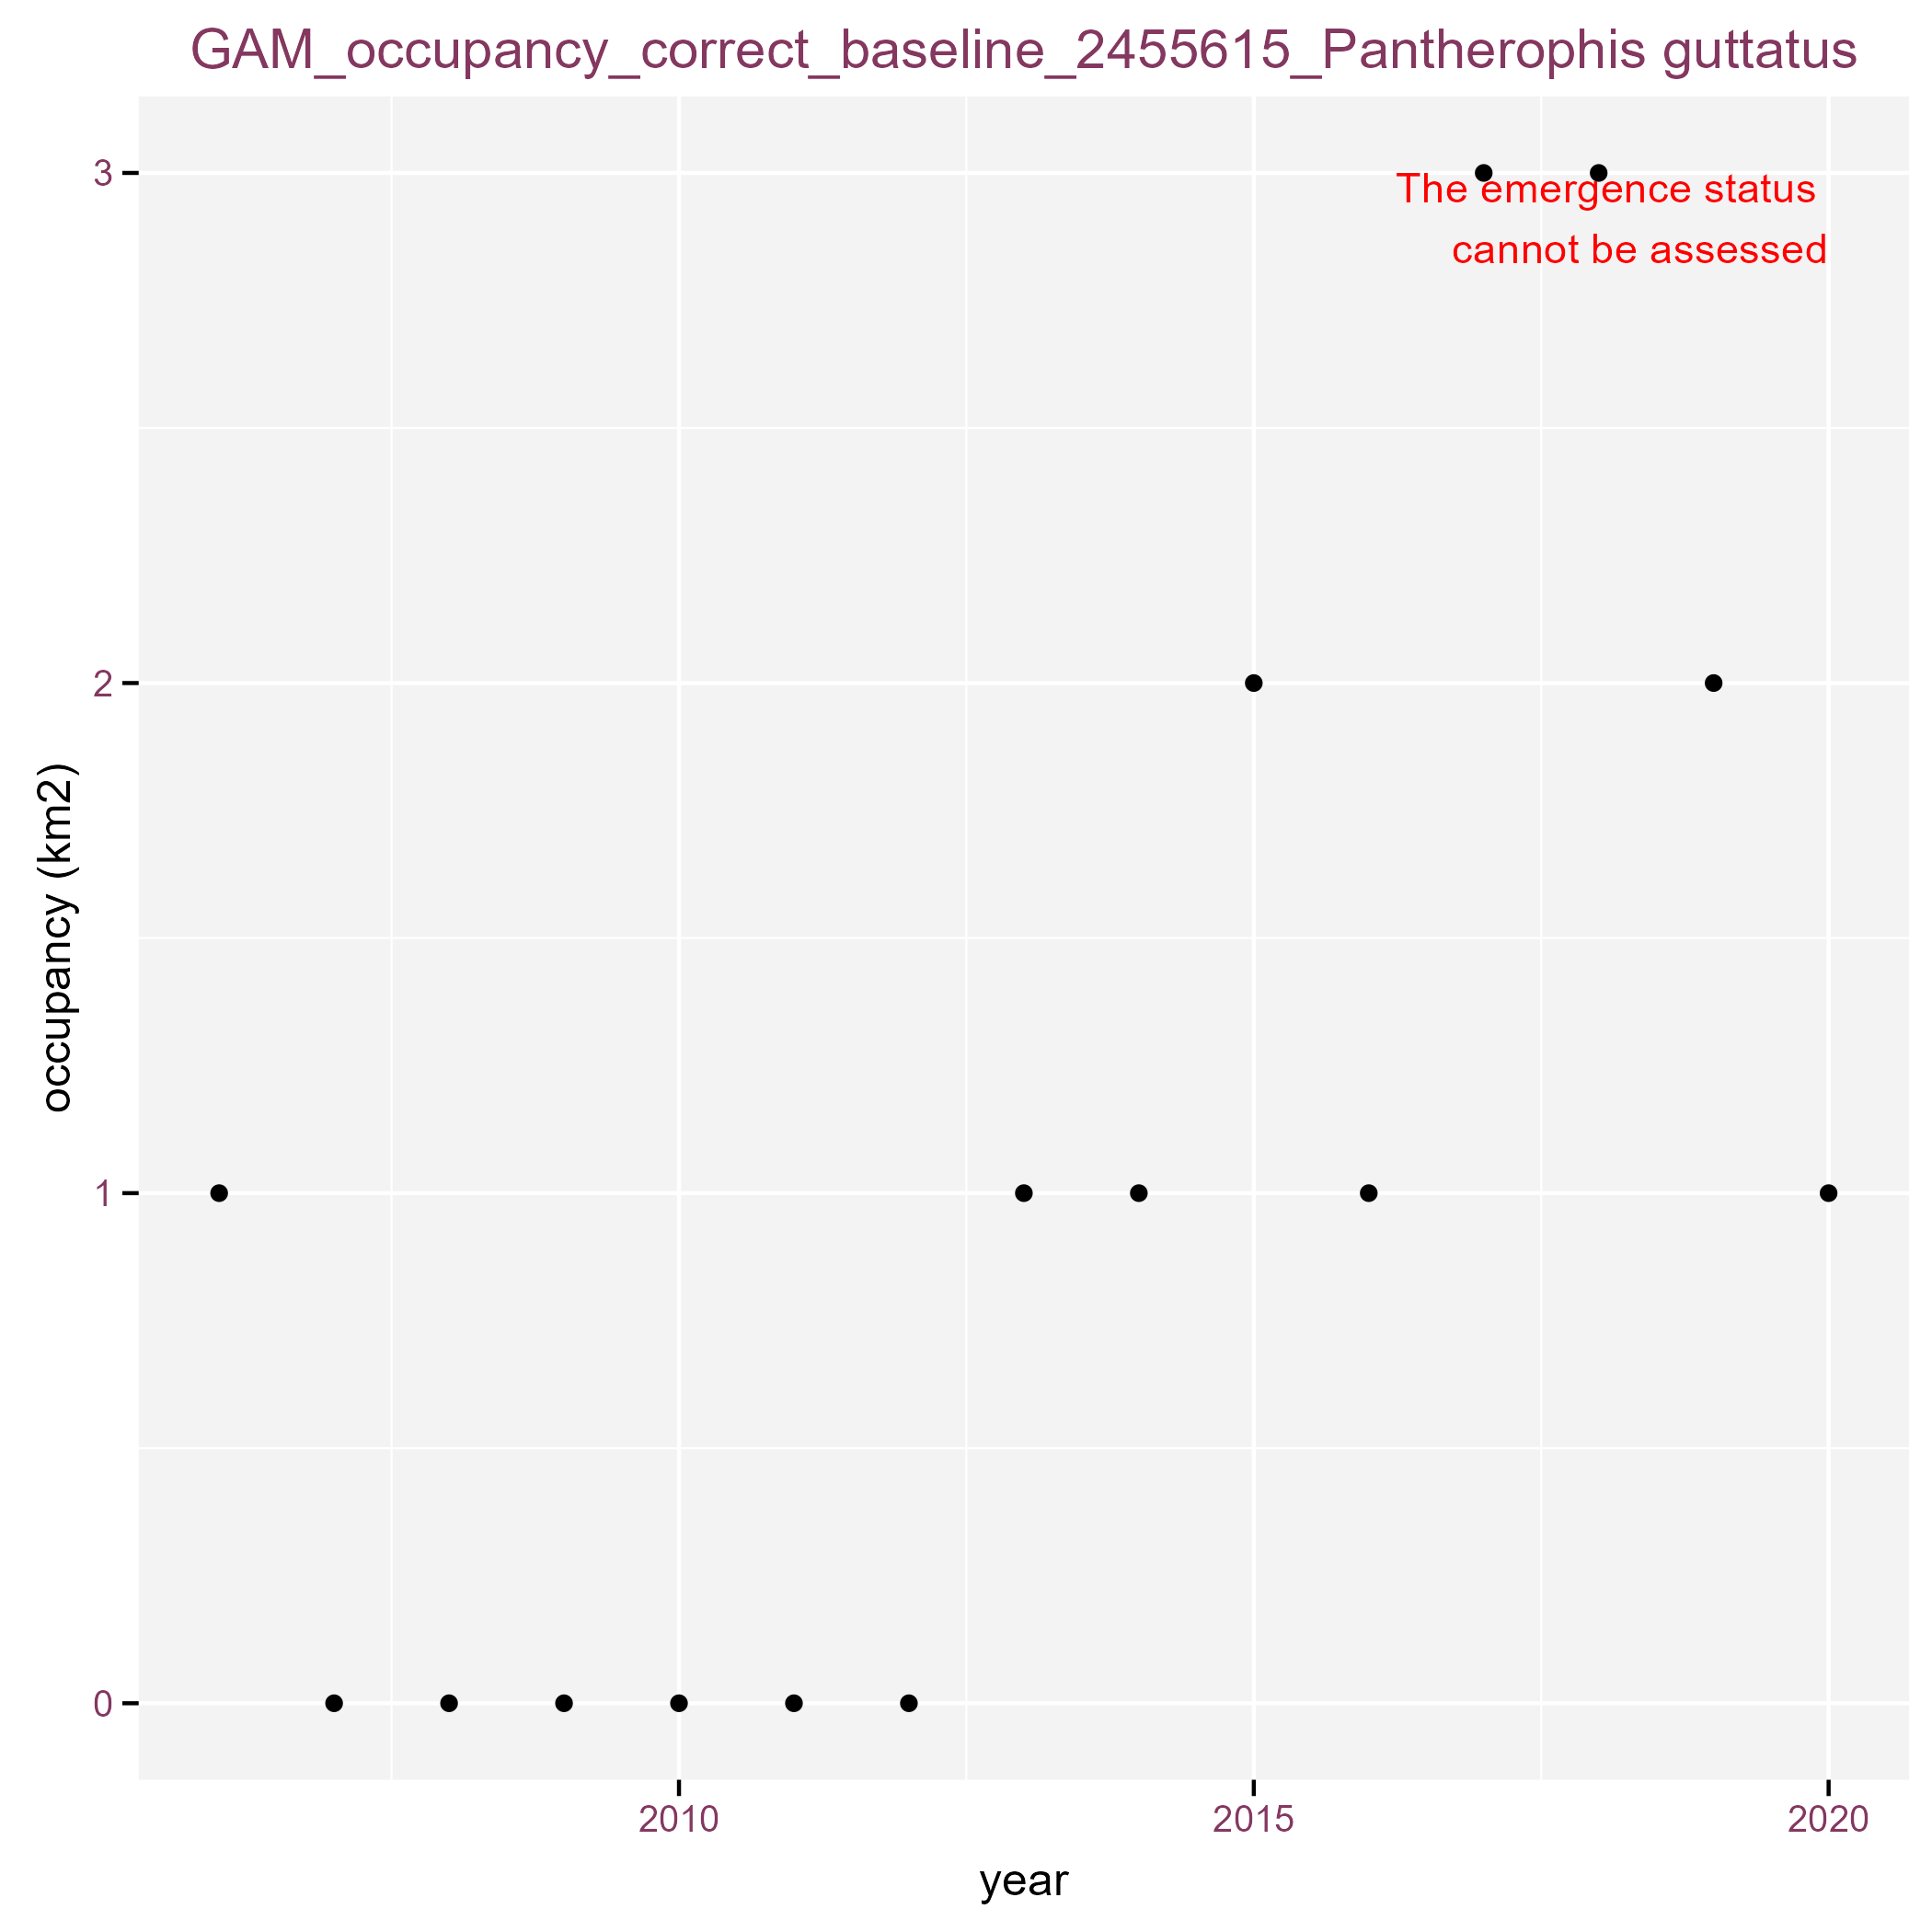 GAM_occupancy_correct_baseline_2455615_Pantherophis guttatus
3
The emergence status
cannot be assessed
2
occupancy (km2)
1
0
2010
2015
2020
year